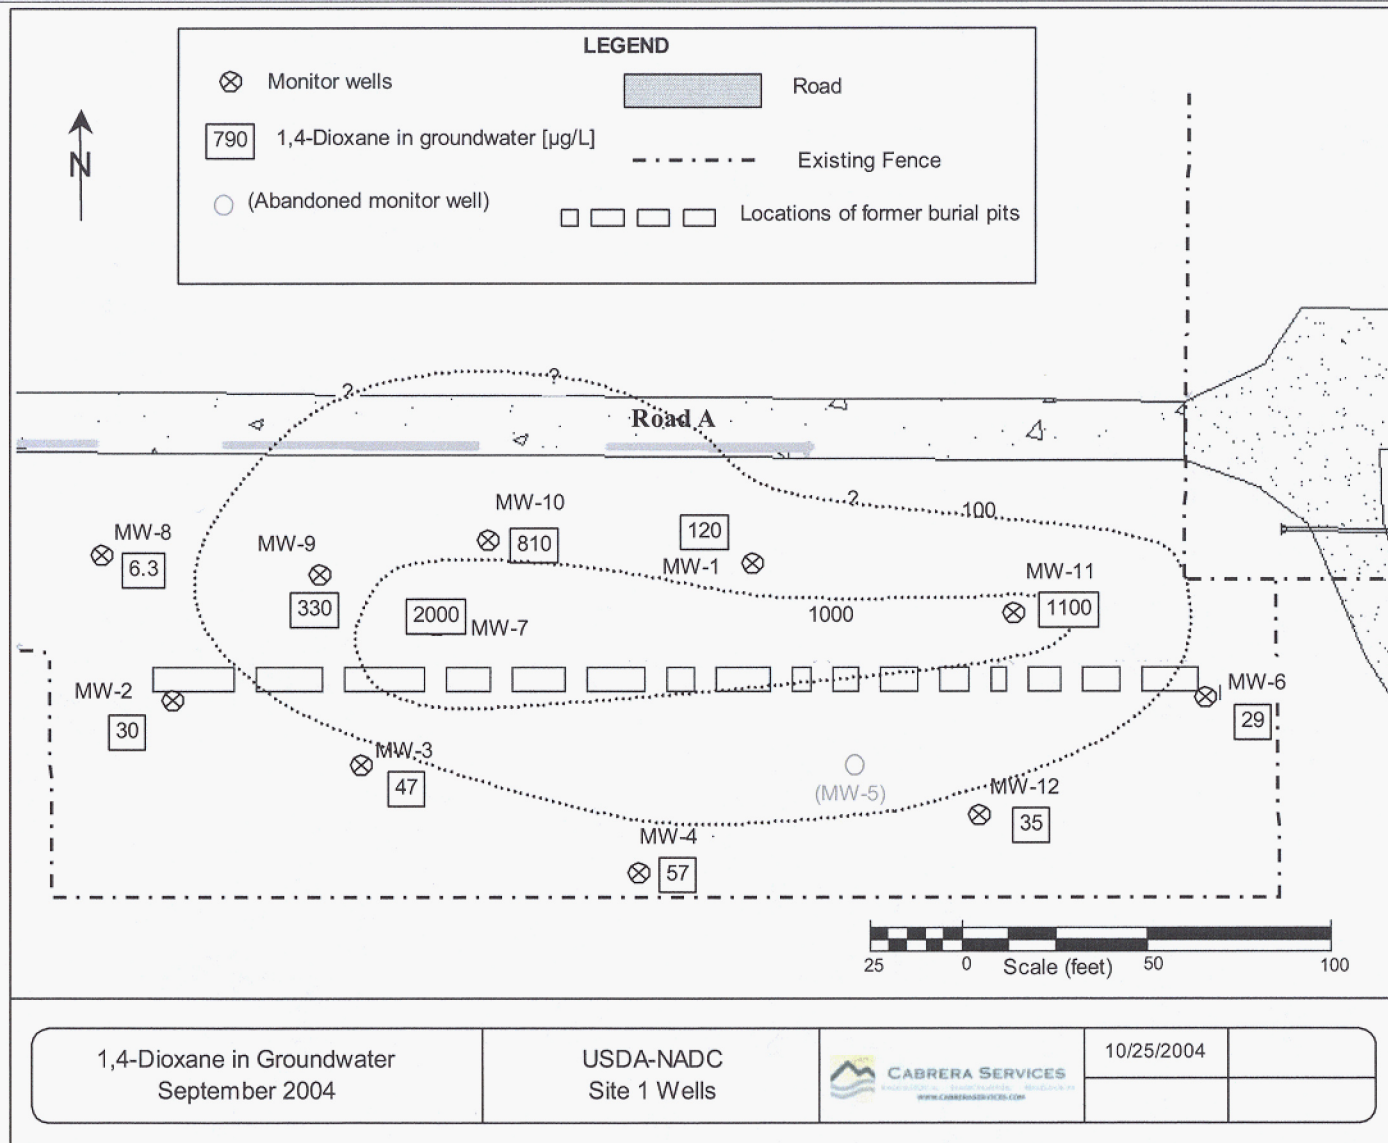 LEGEND
Monitor wells
Road
790
1,4-Dioxane in groundwater [µg/L]
Existing Fence
(Abandoned monitor well)
Locations of former burial pits
N
?
?
Road A
?
100
MW-10
810
120
MW-1
MW-8
6.3
MW-9
330
2000
MW-7
1000
MW-11
1100
MW-2
30
MW-6
29
MW-3
47
(MW-5)
MW-12
35
MW-4
57
25 0 Scale (feet) 50 100
1,4-Dioxane in Groundwater
September 2004
USDA-NADC
Site 1 Wells
CABRERA SERVICES
WWW.CABRERASERVICES.COM
10/25/2004